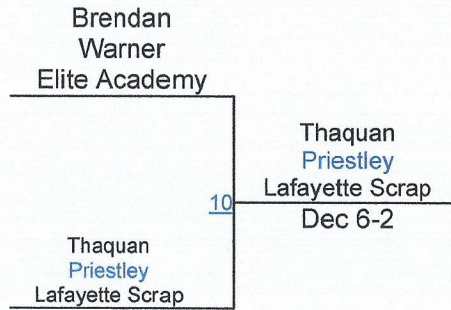 Brendan
Warner
Elite Academy
Thaquan
Priestley
Lafayette Scrap
10
Dec 6-2
Thaquan
Priestley
Lafayette Scrap